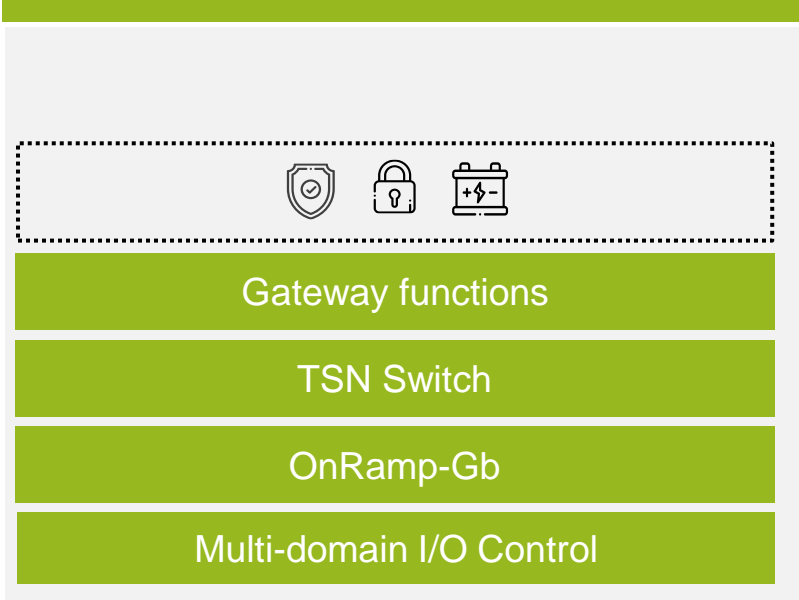 Gateway functions
TSN Switch
OnRamp-Gb
Multi-domain I/O Control